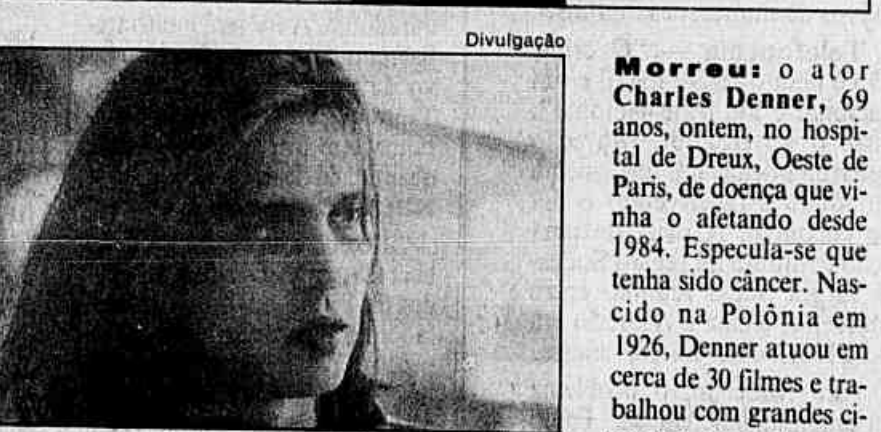 Divulgação
Morreu: o ator
Charles Denner, 69
anos, ontem, no hospi-
tal de Dreux, Oeste de
Paris, de doença que vi-
nha o afetando desde
1984. Especula-se que
tenha sido câncer. Nas-
cido na Polônia em
1926, Denner atuou em
cerca de 30 filmes e tra-
balhou com grandes ci-